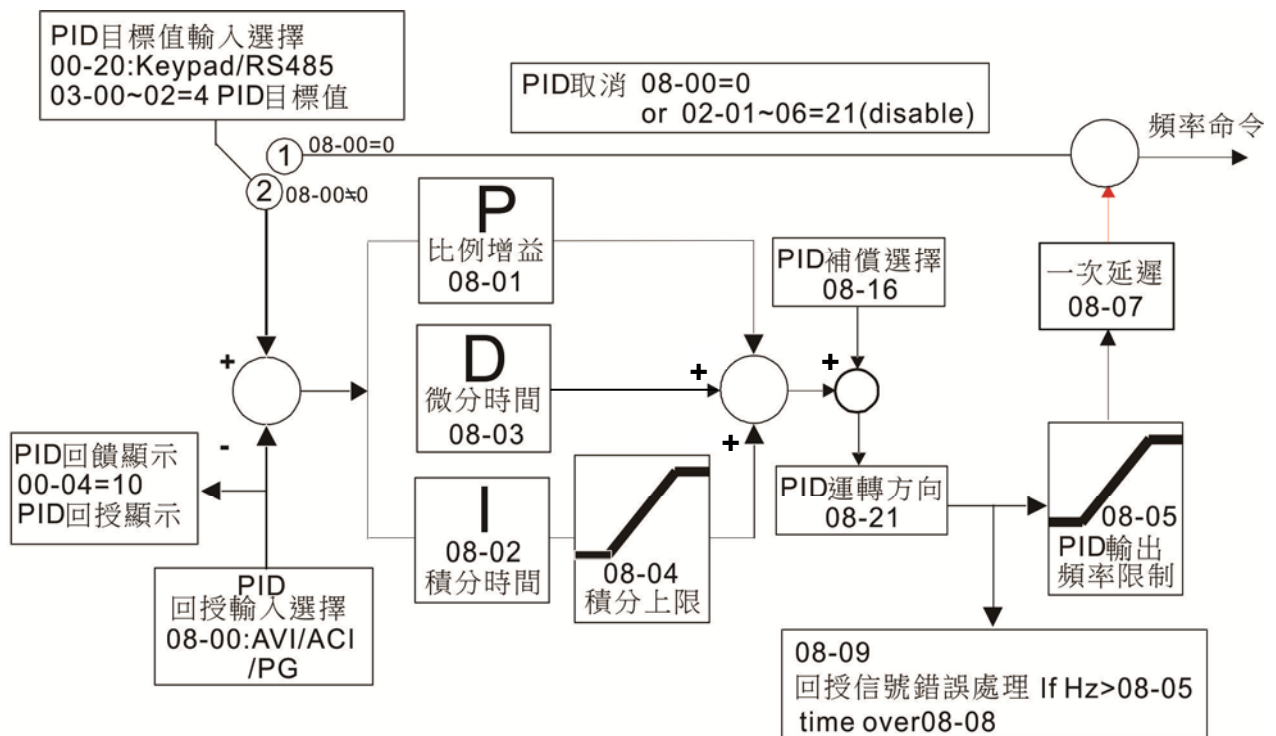 PID目標值輸入選擇
00-20:Keypad/RS485
03-00~02=4 PID目標值
PID取消 08-00=0
or 02-01~06=21(disable)
頻率命令
1
08-00=0
2
08-00≒0
P
比例增益
08-01
PID補償選擇
08-16
一次延遲
08-07
+
-
D
微分時間
08-03
+
+
+
PID回饋顯示
00-04=10
PID回授顯示
I
08-02
積分時間
08-04
積分上限
PID運轉方向
08-21
08-05
PID輸出
頻率限制
PID
回授輸入選擇
08-00:AVI/ACI
/PG
08-09
回授信號錯誤處理 If Hz>08-05
time over08-08